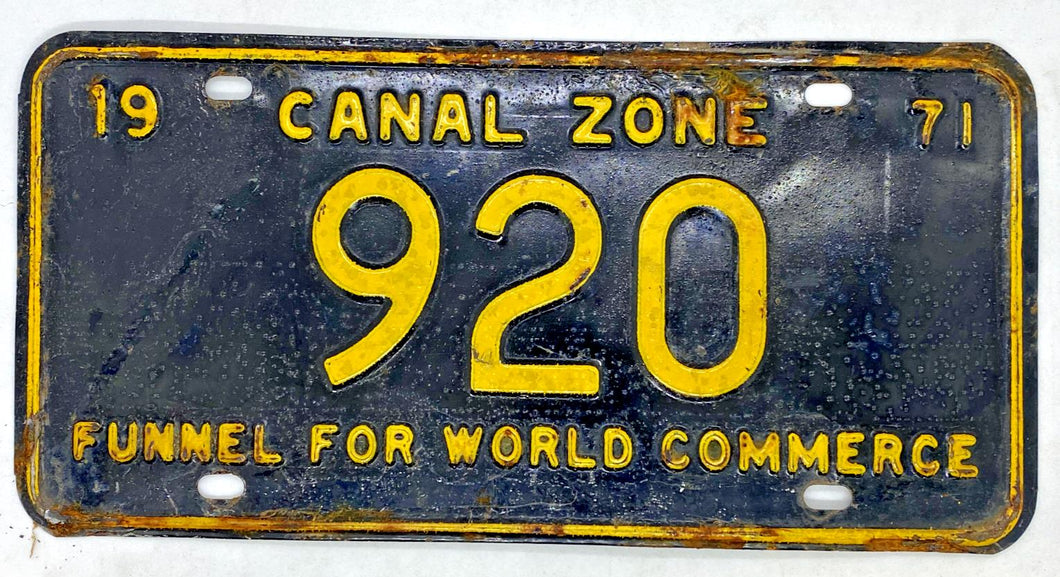 19 CANAL ZONE 71
920
FUNNEL FOR WORLD COMMERCE